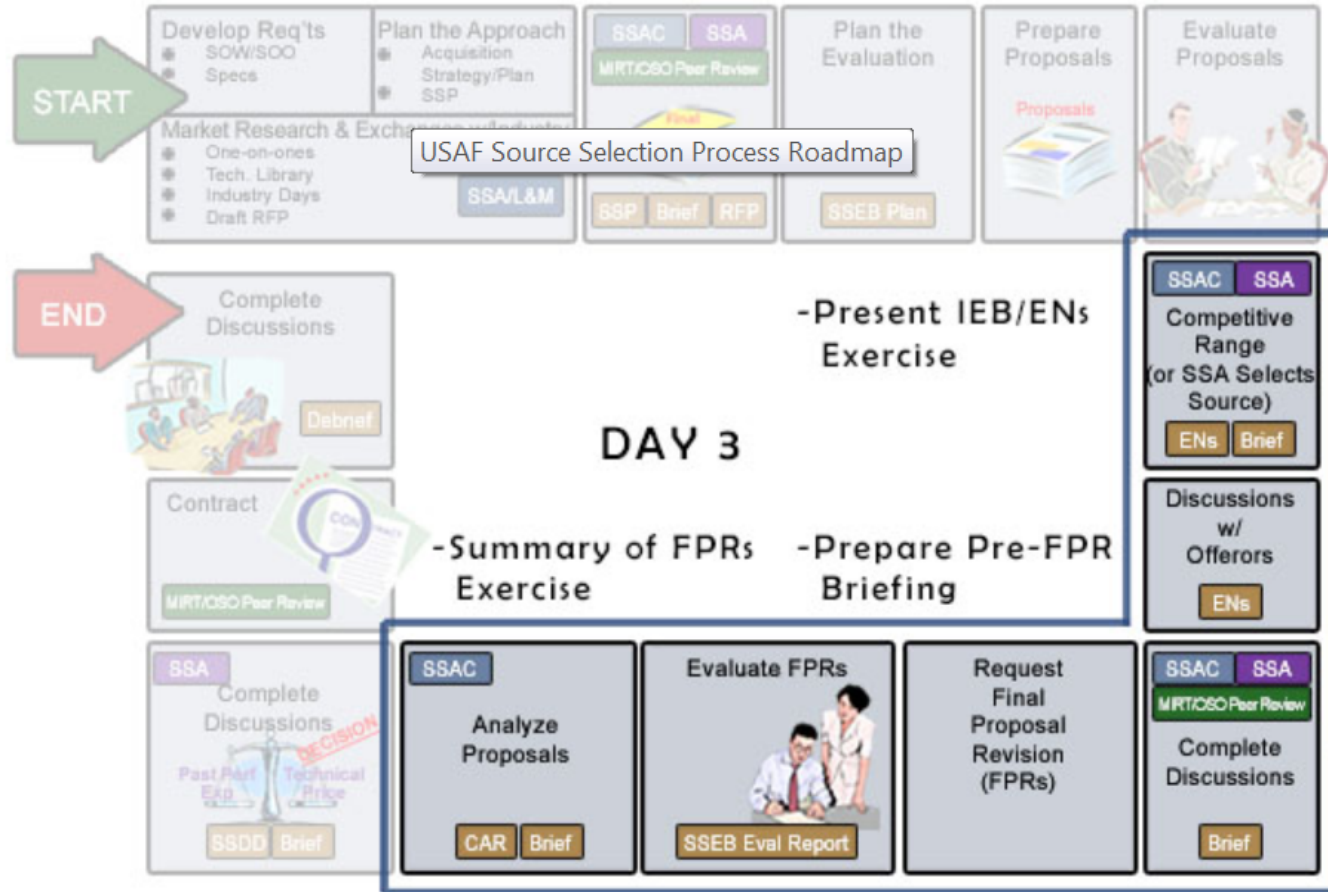 START
Develop Req'ts
SOW/SOO
Specs
Plan the Approach
Acquisition
Strategy/Plan
SSP
Market Research & Exchanges w/Industry
One-on-ones
Tech. Library
Industry Days
Draft RFP
SSA/L&M
USAF Source Selection Process Roadmap
SSAC SSA
MIRT/OSO Peer Review
Final
SSP Brief RFP
Plan the
Evaluation
SSEB Plan
Prepare
Proposals
Proposals
Evaluate
Proposals
SSAC SSA
Competitive
Range
(or SSA Selects
Source)
ENs Brief
Discussions
w/
Offerors
ENs
SSAC SSA
MIRT/OSO Peer Review
Complete
Discussions
Brief
Request
Final
Proposal
Revision
(FPRs)
Evaluate FPRs
SSEB Eval Report
SSAC
Analyze
Proposals
CAR Brief
SSA
Complete
Discussions
DECISION
Past Perf
Exp
Technical
Price
SSDD Brief
Contract
MIRT/OSO Peer Review
END
Complete
Discussions
Debrief
-Present IEB/ENs
Exercise
DAY 3
-Summary of FPRs
Exercise
-Prepare Pre-FPR
Briefing